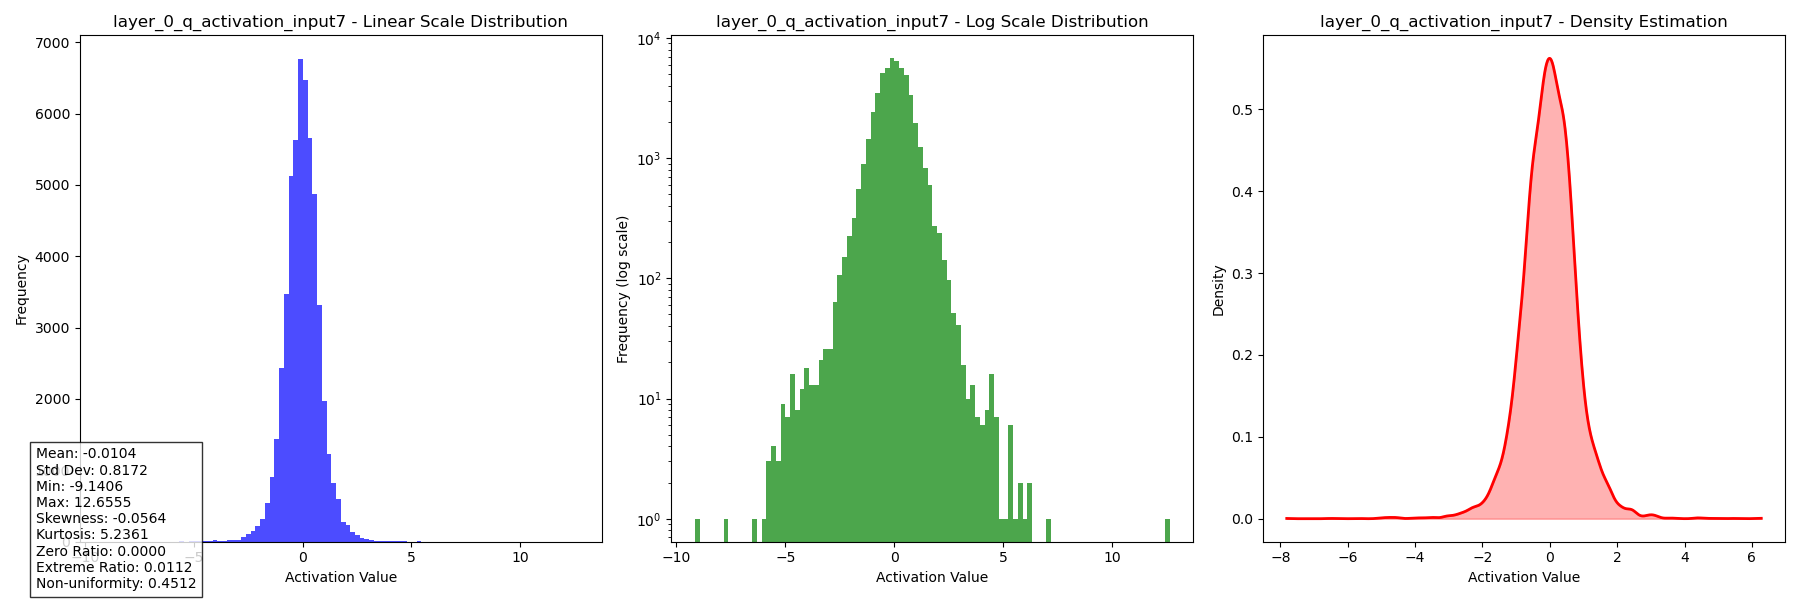 layer_0_q_activation_input7 - Linear Scale Distribution
7000
6000
5000
4000
3000
2000
Frequency
−5
0
5
10
Activation Value
Mean: -0.0104
Std Dev: 0.8172
Min: -9.1406
Max: 12.6555
Skewness: -0.0564
Kurtosis: 5.2361
Zero Ratio: 0.0000
Extreme Ratio: 0.0112
Non-uniformity: 0.4512
layer_0_q_activation_input7 - Log Scale Distribution
10⁴
10³
10²
10¹
10⁰
Frequency (log scale)
−10
−5
0
5
10
Activation Value
layer_0_q_activation_input7 - Density Estimation
0.5
0.4
0.3
0.2
0.1
0.0
Density
−8
−6
−4
−2
0
2
4
6
Activation Value